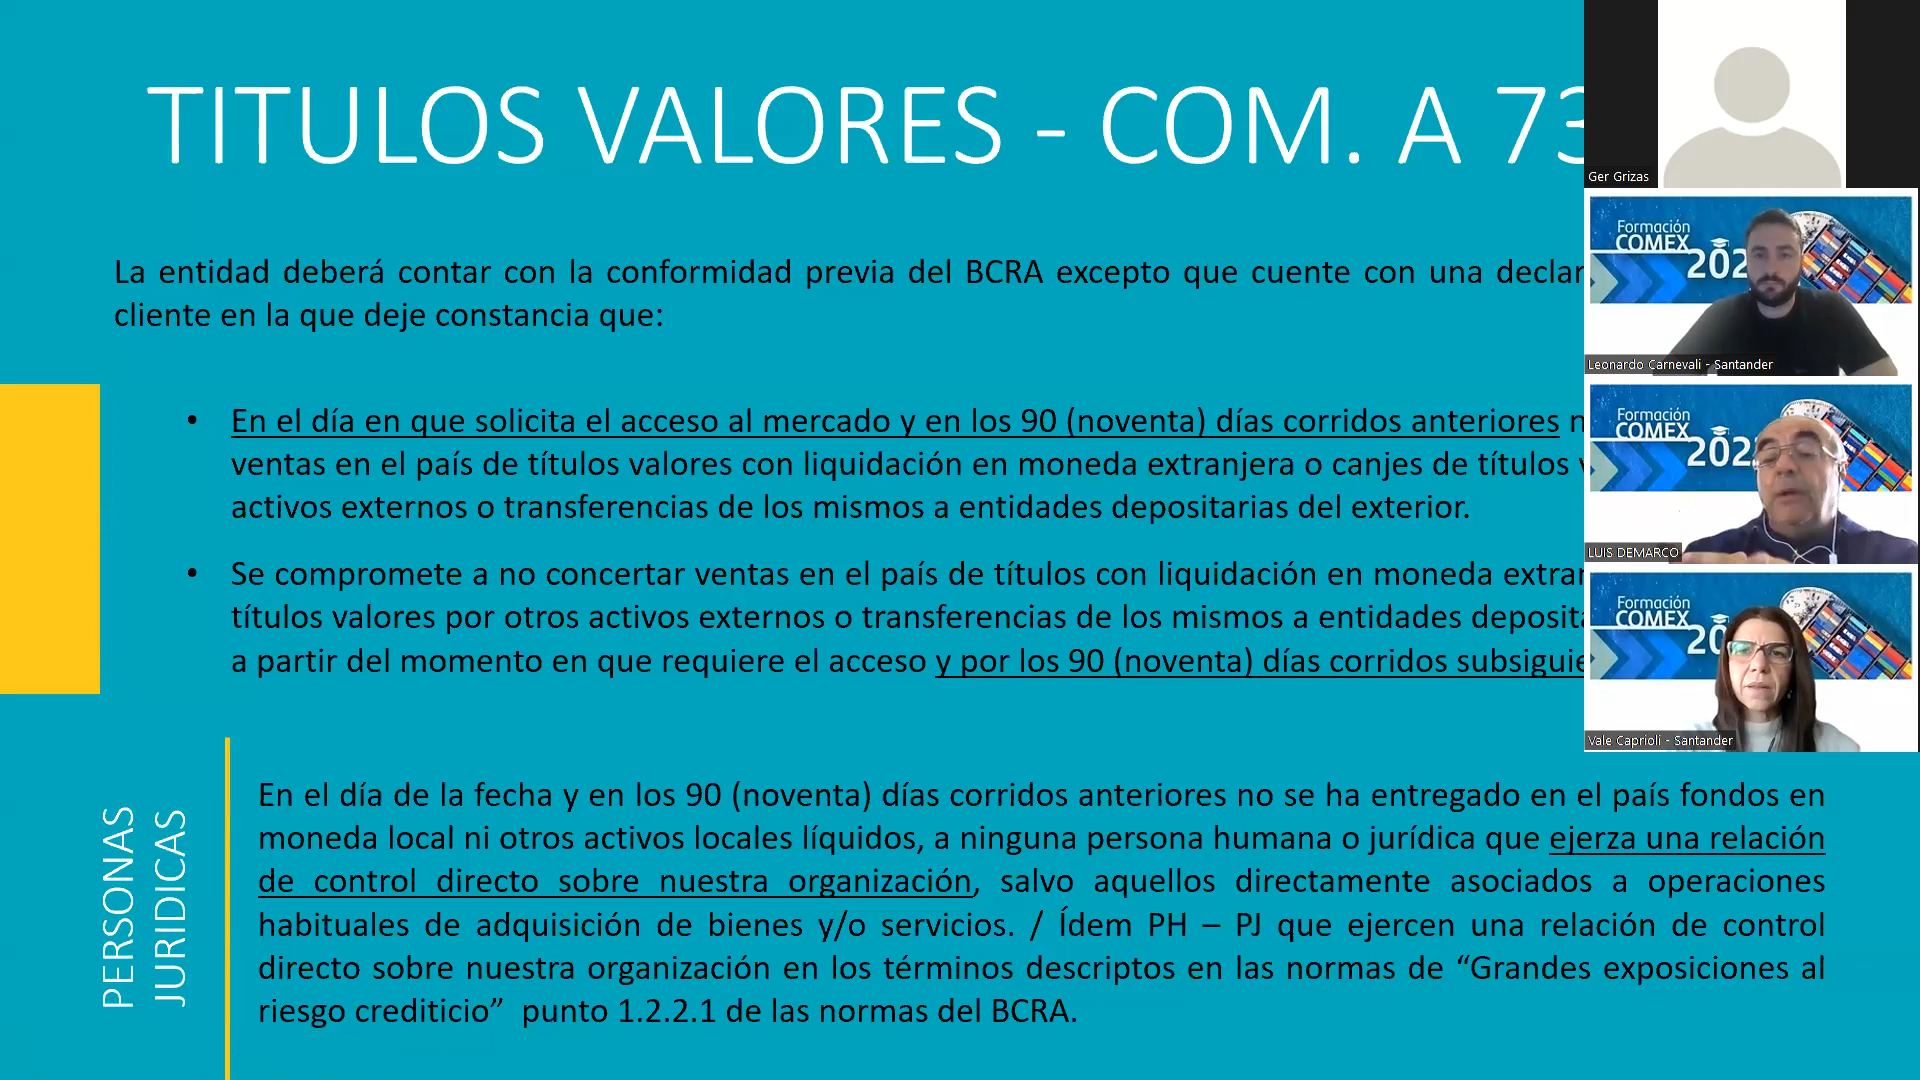 TITULOS VALORES - COM. A 73
La entidad deberá contar con la conformidad previa del BCRA excepto que cuente con una declar
cliente en la que deje constancia que:
• En el día en que solicita el acceso al mercado y en los 90 (noventa) días corridos anteriores n
ventas en el país de títulos valores con liquidación en moneda extranjera o canjes de títulos
activos externos o transferencias de los mismos a entidades depositarias del exterior.
• Se compromete a no concertar ventas en el país de títulos con liquidación en moneda extran
títulos valores por otros activos externos o transferencias de los mismos a entidades deposita
a partir del momento en que requiere el acceso y por los 90 (noventa) días corridos subsiguie
PERSONAS
JURIDICAS
En el día de la fecha y en los 90 (noventa) días corridos anteriores no se ha entregado en el país fondos en
moneda local ni otros activos locales líquidos, a ninguna persona humana o jurídica que ejerza una relación
de control directo sobre nuestra organización, salvo aquellos directamente asociados a operaciones
habituales de adquisición de bienes y/o servicios. / Ídem PH – PJ que ejercen una relación de control
directo sobre nuestra organización en los términos descriptos en las normas de “Grandes exposiciones al
riesgo crediticio” punto 1.2.2.1 de las normas del BCRA.
Ger Grizas
Formación
COMEX
202
Leonardo Carnevali - Santander
Formación
COMEX
202
LUIS DEMARCO
Formación
COMEX
20
Vale Caprioli - Santander